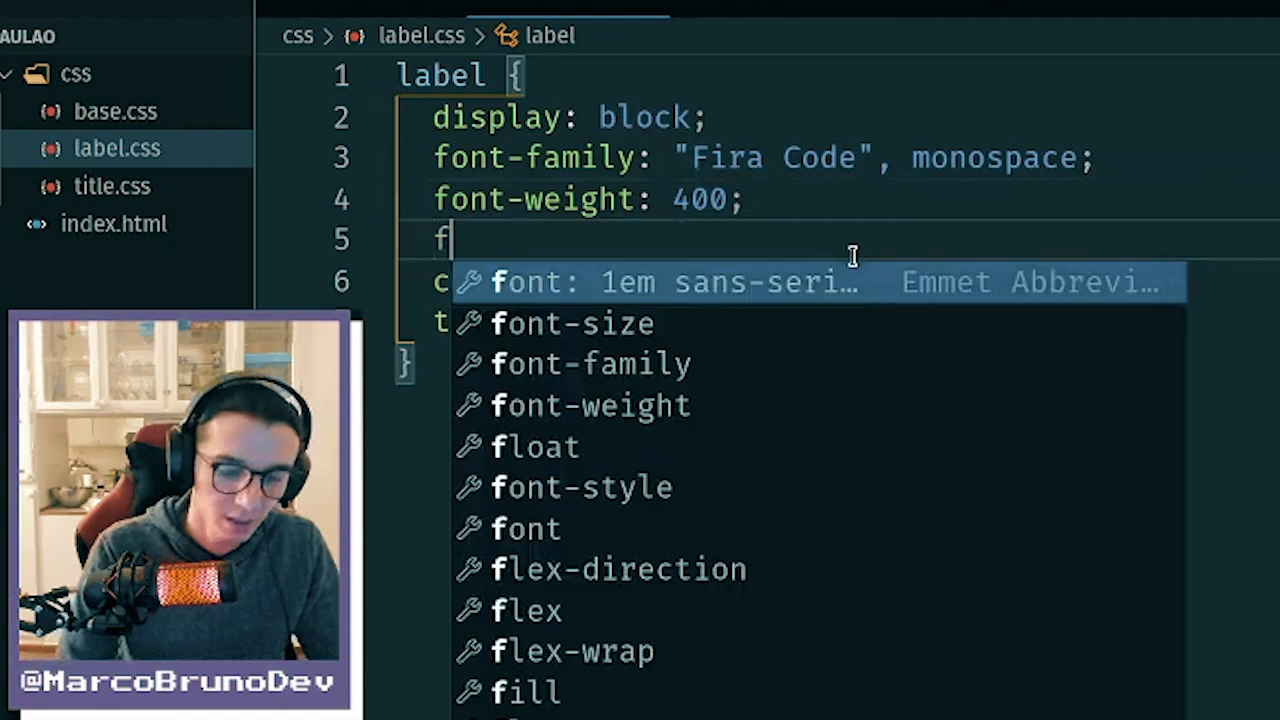 AULAO
css
base.css
label.css
title.css
index.html
css > label.css > label
1 label {
2 display: block;
3 font-family: "Fira Code", monospace;
4 font-weight: 400;
5 f
6 c
t
}
font: 1em sans-seri… Emmet Abbrevi…
font-size
font-family
font-weight
float
font-style
font
flex-direction
flex
flex-wrap
fill
@MarcoBrunoDev